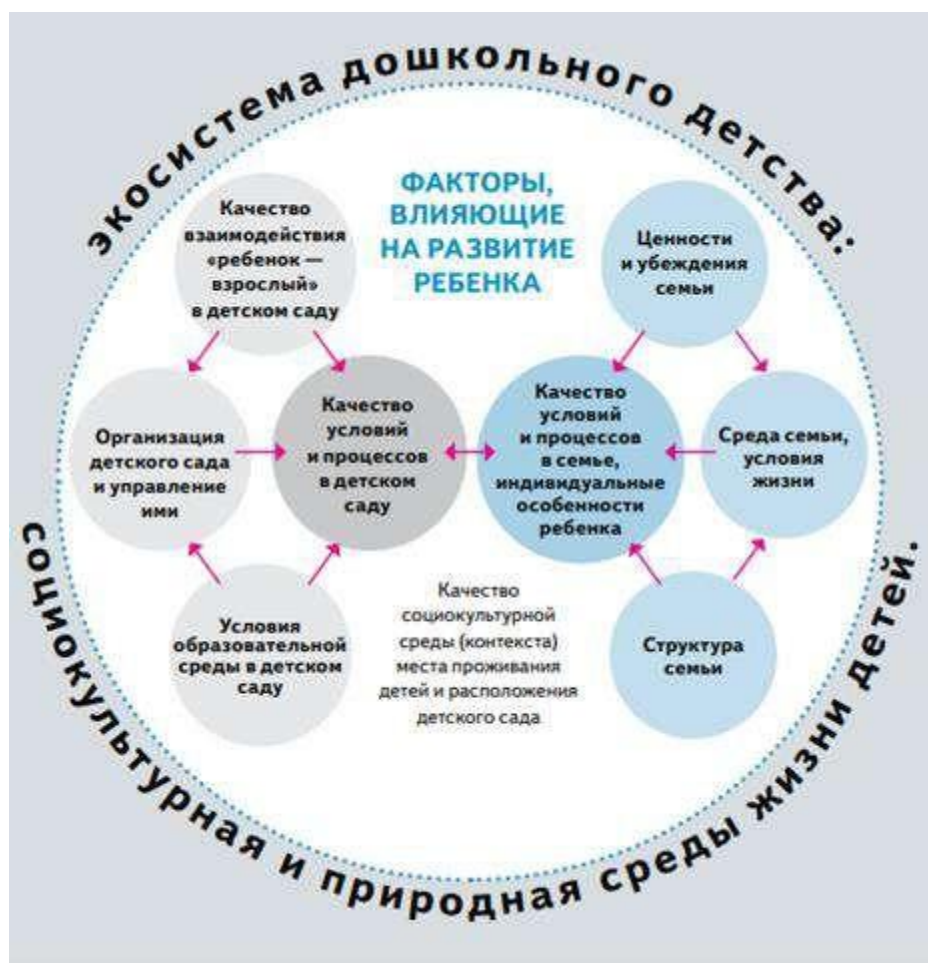 экосистема дошкольного детства:
ФАКТОРЫ,
ВЛИЯЮЩИЕ
НА РАЗВИТИЕ
РЕБЕНКА
Качество
взаимодействия
«ребенок —
взрослый»
в детском саду
Ценности
и убеждения
семьи
Организация
детского сада
и управление
ими
Качество
условий
и процессов
в детском
саду
Качество
условий
и процессов
в семье,
индивидуальные
особенности
ребенка
Среда семьи,
условия
жизни
Условия
образовательной
среды в детском
саду
Качество
социокультурной
среды (контекста)
места проживания
детей и расположения
детского сада
Структура
семьи
социокультурная и природная среды жизни детей.